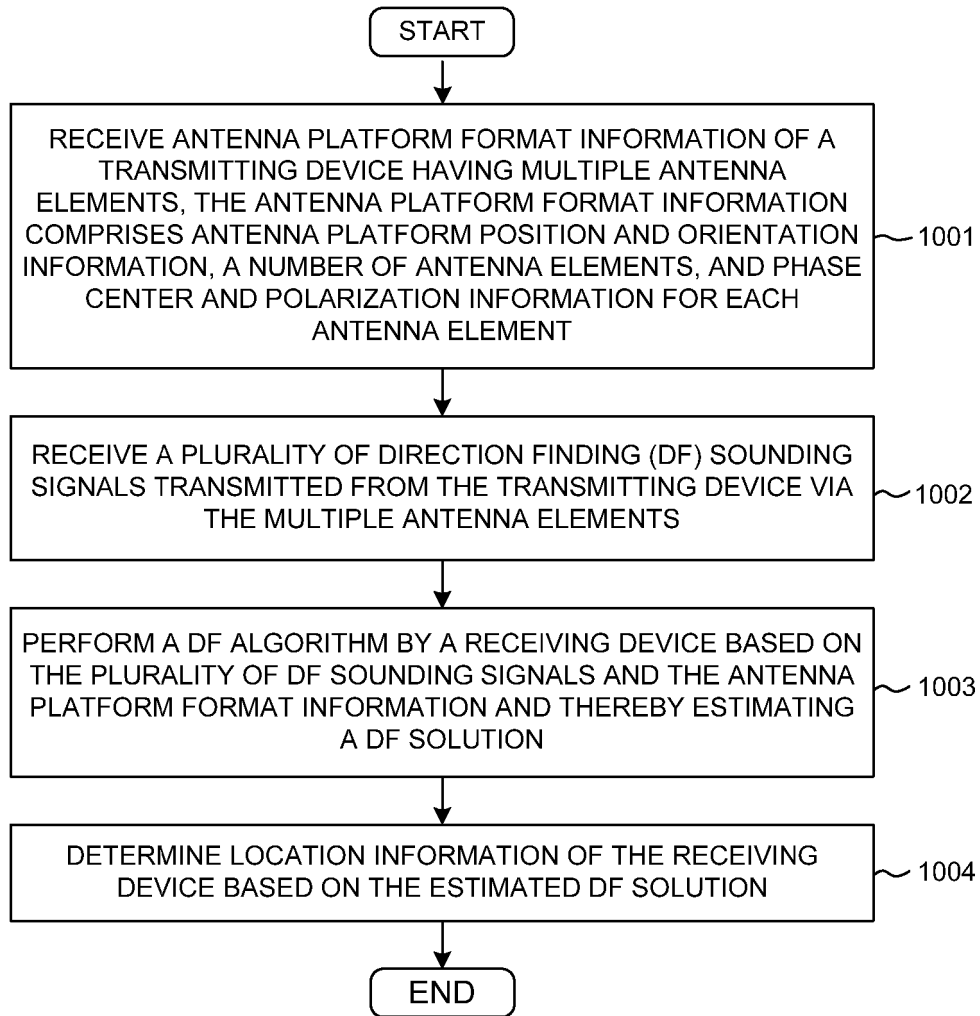 START
RECEIVE ANTENNA PLATFORM FORMAT INFORMATION OF A
TRANSMITTING DEVICE HAVING MULTIPLE ANTENNA
ELEMENTS, THE ANTENNA PLATFORM FORMAT INFORMATION
COMPRISES ANTENNA PLATFORM POSITION AND ORIENTATION
INFORMATION, A NUMBER OF ANTENNA ELEMENTS, AND PHASE
CENTER AND POLARIZATION INFORMATION FOR EACH
ANTENNA ELEMENT
1001
RECEIVE A PLURALITY OF DIRECTION FINDING (DF) SOUNDING
SIGNALS TRANSMITTED FROM THE TRANSMITTING DEVICE VIA
THE MULTIPLE ANTENNA ELEMENTS
1002
PERFORM A DF ALGORITHM BY A RECEIVING DEVICE BASED ON
THE PLURALITY OF DF SOUNDING SIGNALS AND THE ANTENNA
PLATFORM FORMAT INFORMATION AND THEREBY ESTIMATING
A DF SOLUTION
1003
DETERMINE LOCATION INFORMATION OF THE RECEIVING
DEVICE BASED ON THE ESTIMATED DF SOLUTION
1004
END